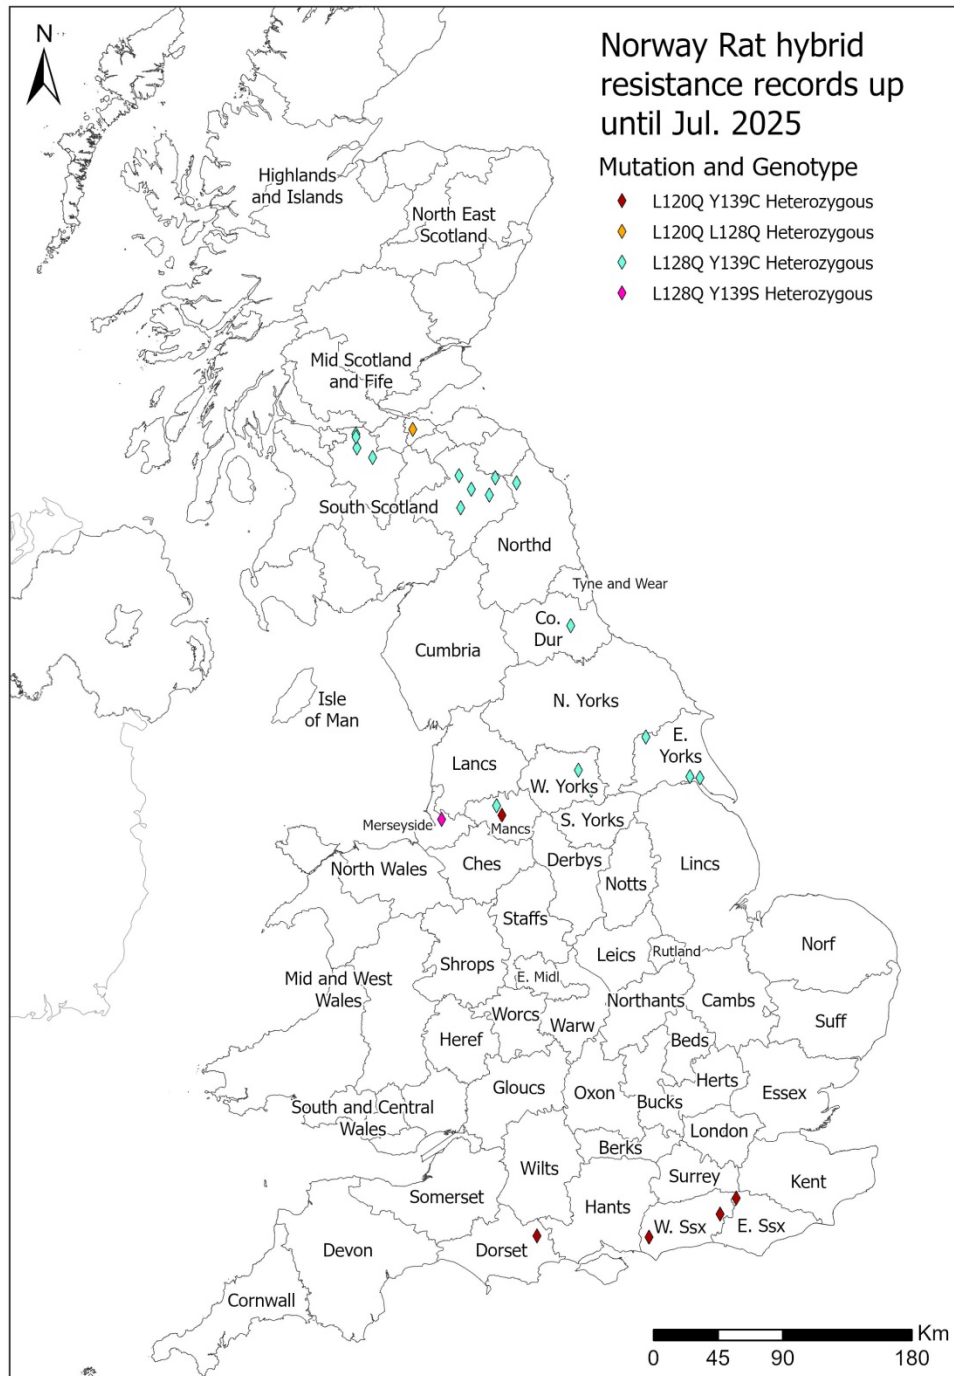 N
Norway Rat hybrid
resistance records up
until Jul. 2025
Mutation and Genotype
L120Q Y139C Heterozygous
L120Q L128Q Heterozygous
L128Q Y139C Heterozygous
L128Q Y139S Heterozygous
Highlands
and Islands
North East
Scotland
Mid Scotland
and Fife
South Scotland
Northd
Tyne and Wear
Co.
Dur
Cumbria
Isle
of Man
N. Yorks
E.
Yorks
Lancs
W. Yorks
Merseyside
Mancs
S. Yorks
North Wales
Ches
Derbys
Notts
Lincs
Staffs
Norf
Shrops
Leics
Rutland
Mid and West
Wales
E. Midl
Northants
Cambs
Worcs
Warw
Suff
Heref
Beds
Gloucs
Oxon
Herts
Essex
Bucks
South and Central
Wales
London
Berks
Wilts
Surrey
Kent
Somerset
Hants
W. Ssx
E. Ssx
Devon
Dorset
Cornwall
Km
0 45 90 180